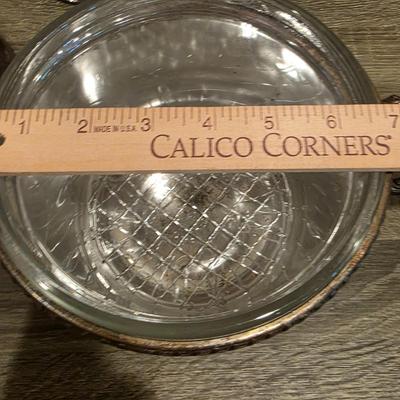 1 2 MADE IN U.S.A. 3 4 5 6 7
CALICO CORNERS®